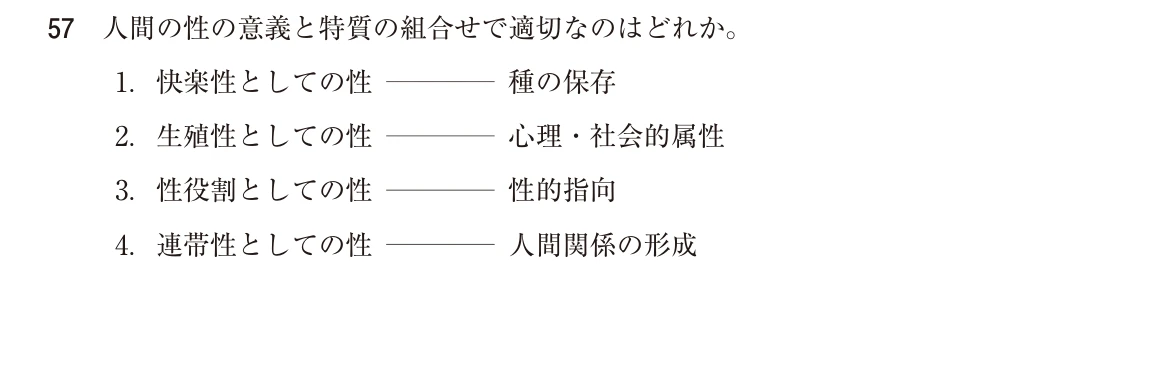 57 人間の性の意義と特質の組合せで適切なのはどれか。
1. 快楽性としての性 ──── 種の保存
2. 生殖性としての性 ──── 心理・社会的属性
3. 性役割としての性 ──── 性的指向
4. 連帯性としての性 ──── 人間関係の形成